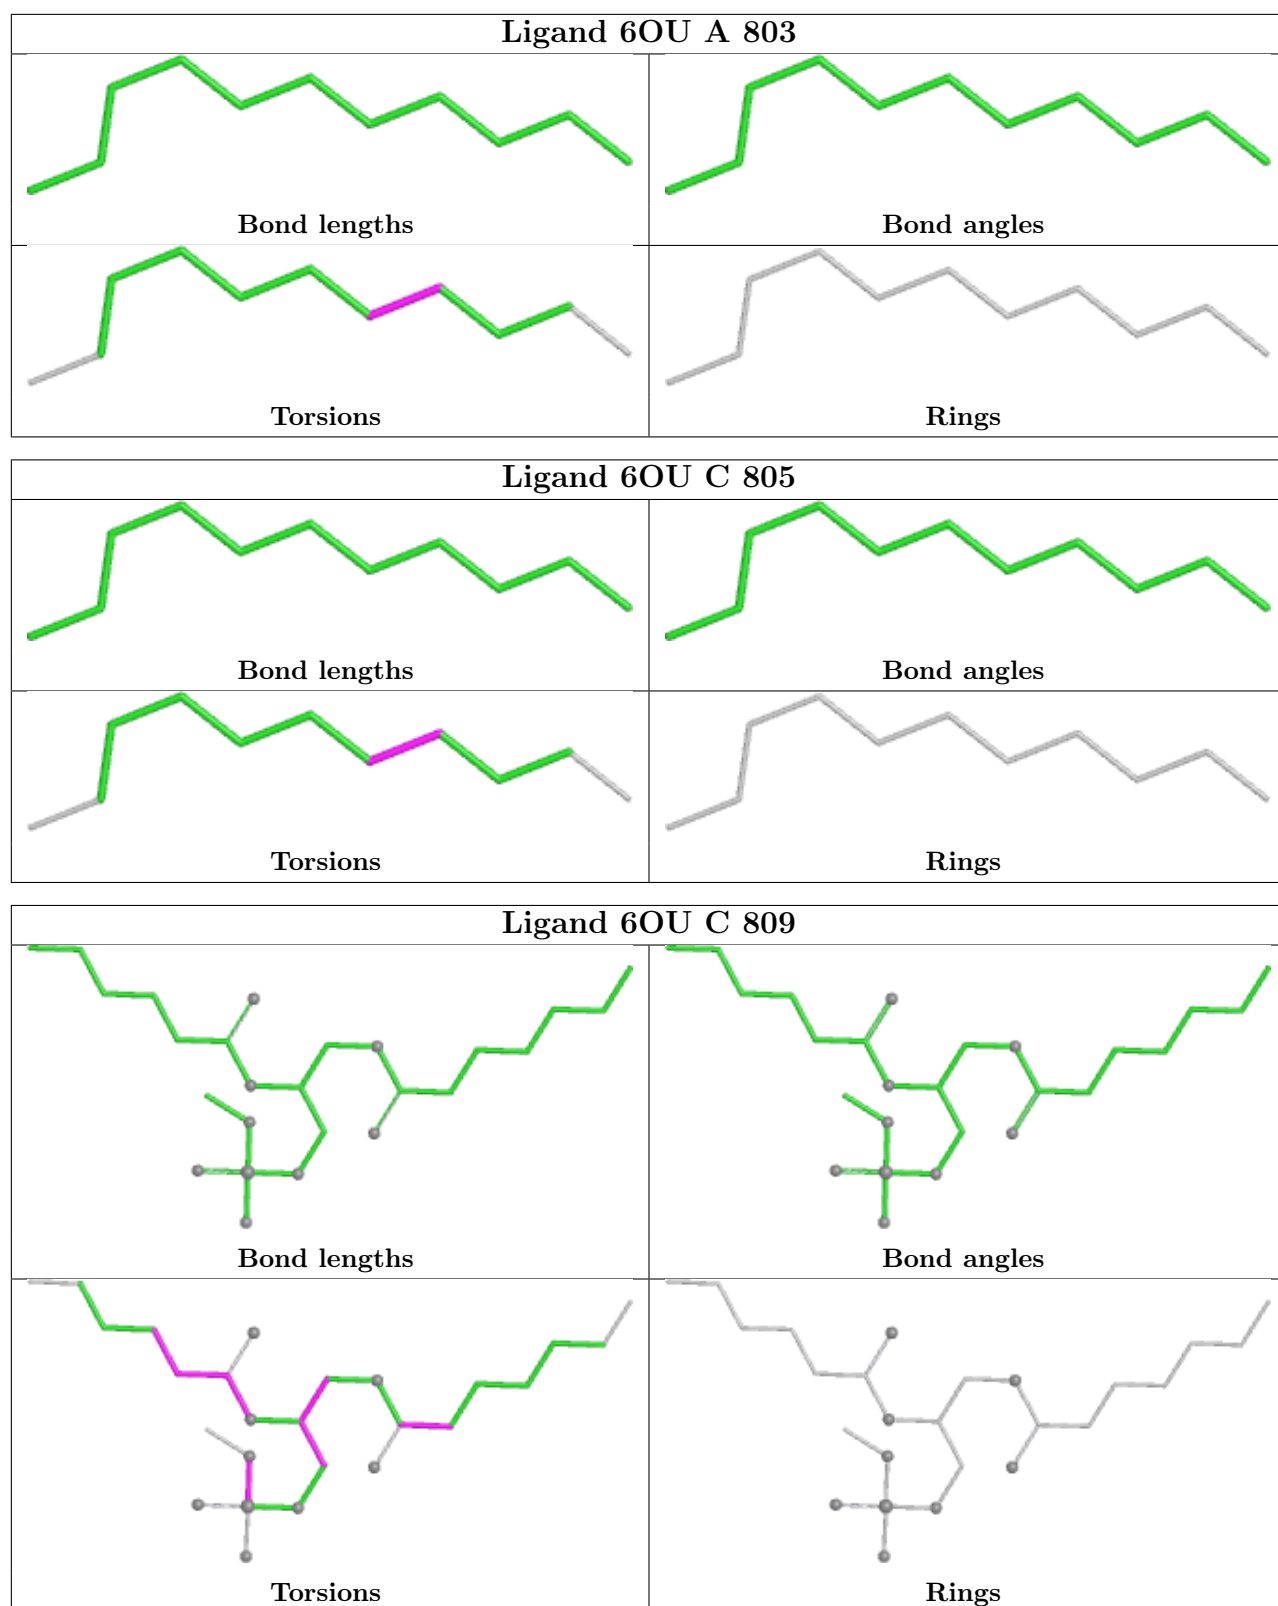 Ligand 6OU A 803
Bond lengths
Bond angles
Torsions
Rings
Ligand 6OU C 805
Bond lengths
Bond angles
Torsions
Rings
Ligand 6OU C 809
Bond lengths
Bond angles
Torsions
Rings